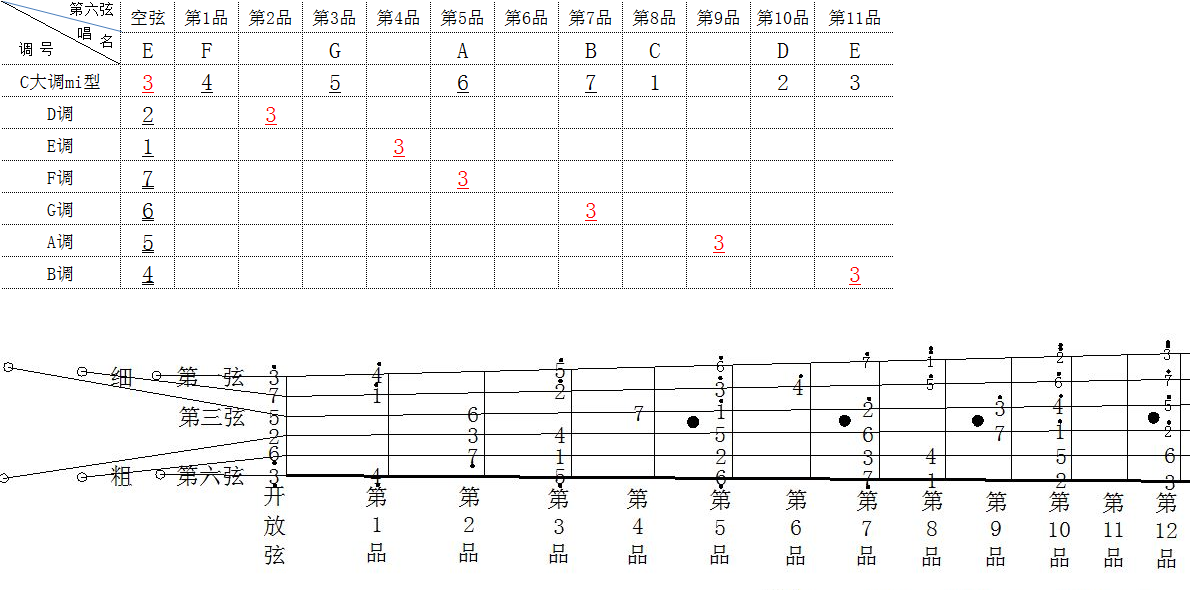 第六弦 空弦 第1品 第2品 第3品 第4品 第5品 第6品 第7品 第8品 第9品 第10品 第11品
唱名
调号 E F G A B C D E
C大调mi型 3 4 5 6 7 1 2 3
D调 2 3
E调 1 3
F调 7 3
G调 6 3
A调 5 3
B调 4 3
细 第一弦 3 4 5 6 7 1 2 3
7 1 2 3 4 5 6 7
第三弦 5 6 7 1 2 3 4 5
2 3 4 5 6 7 1 2
6 7 1 2 3 4 5 6
粗 第六弦 3 4 5 6 7 1 2 3
开放弦 第1品 第2品 第3品 第4品 第5品 第6品 第7品 第8品 第9品 第10品 第11品 第12品